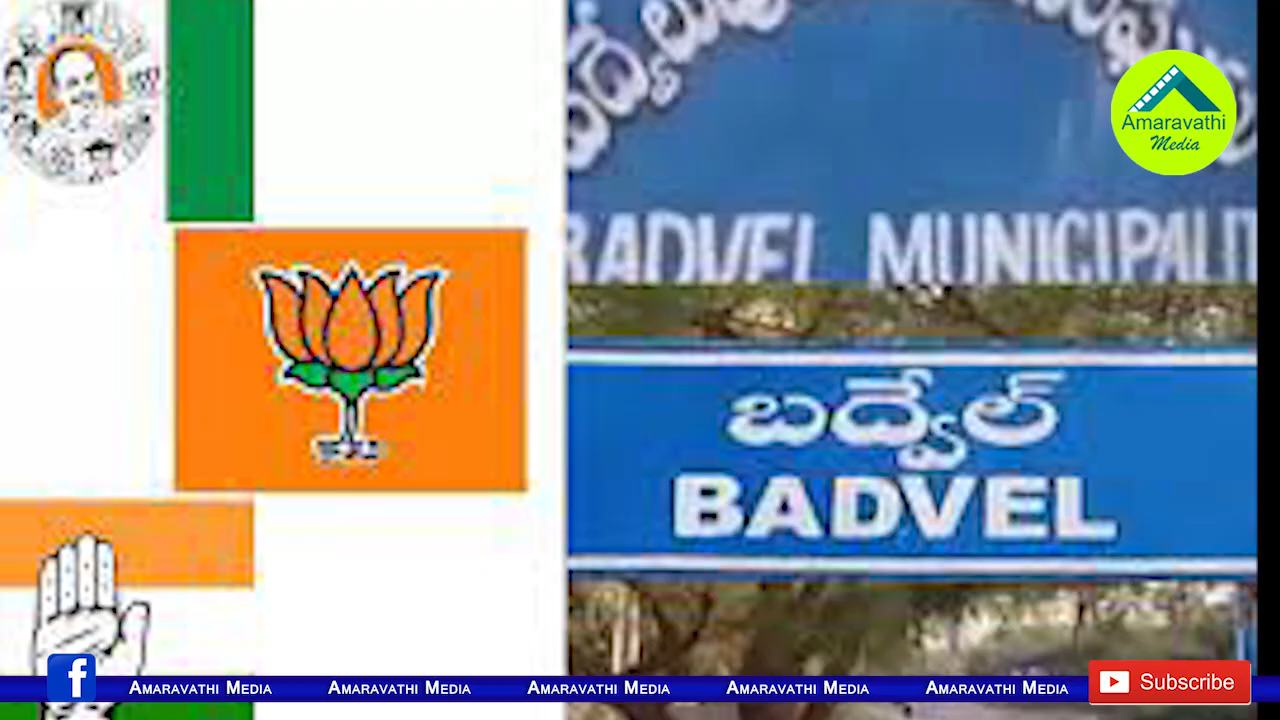 Amaravathi
Media
BADVEL MUNICIPALIT
బద్వేల్
BADVEL
f
Amaravathi Media
Amaravathi Media
Amaravathi Media
Amaravathi Media
Amaravathi Media
Subscribe